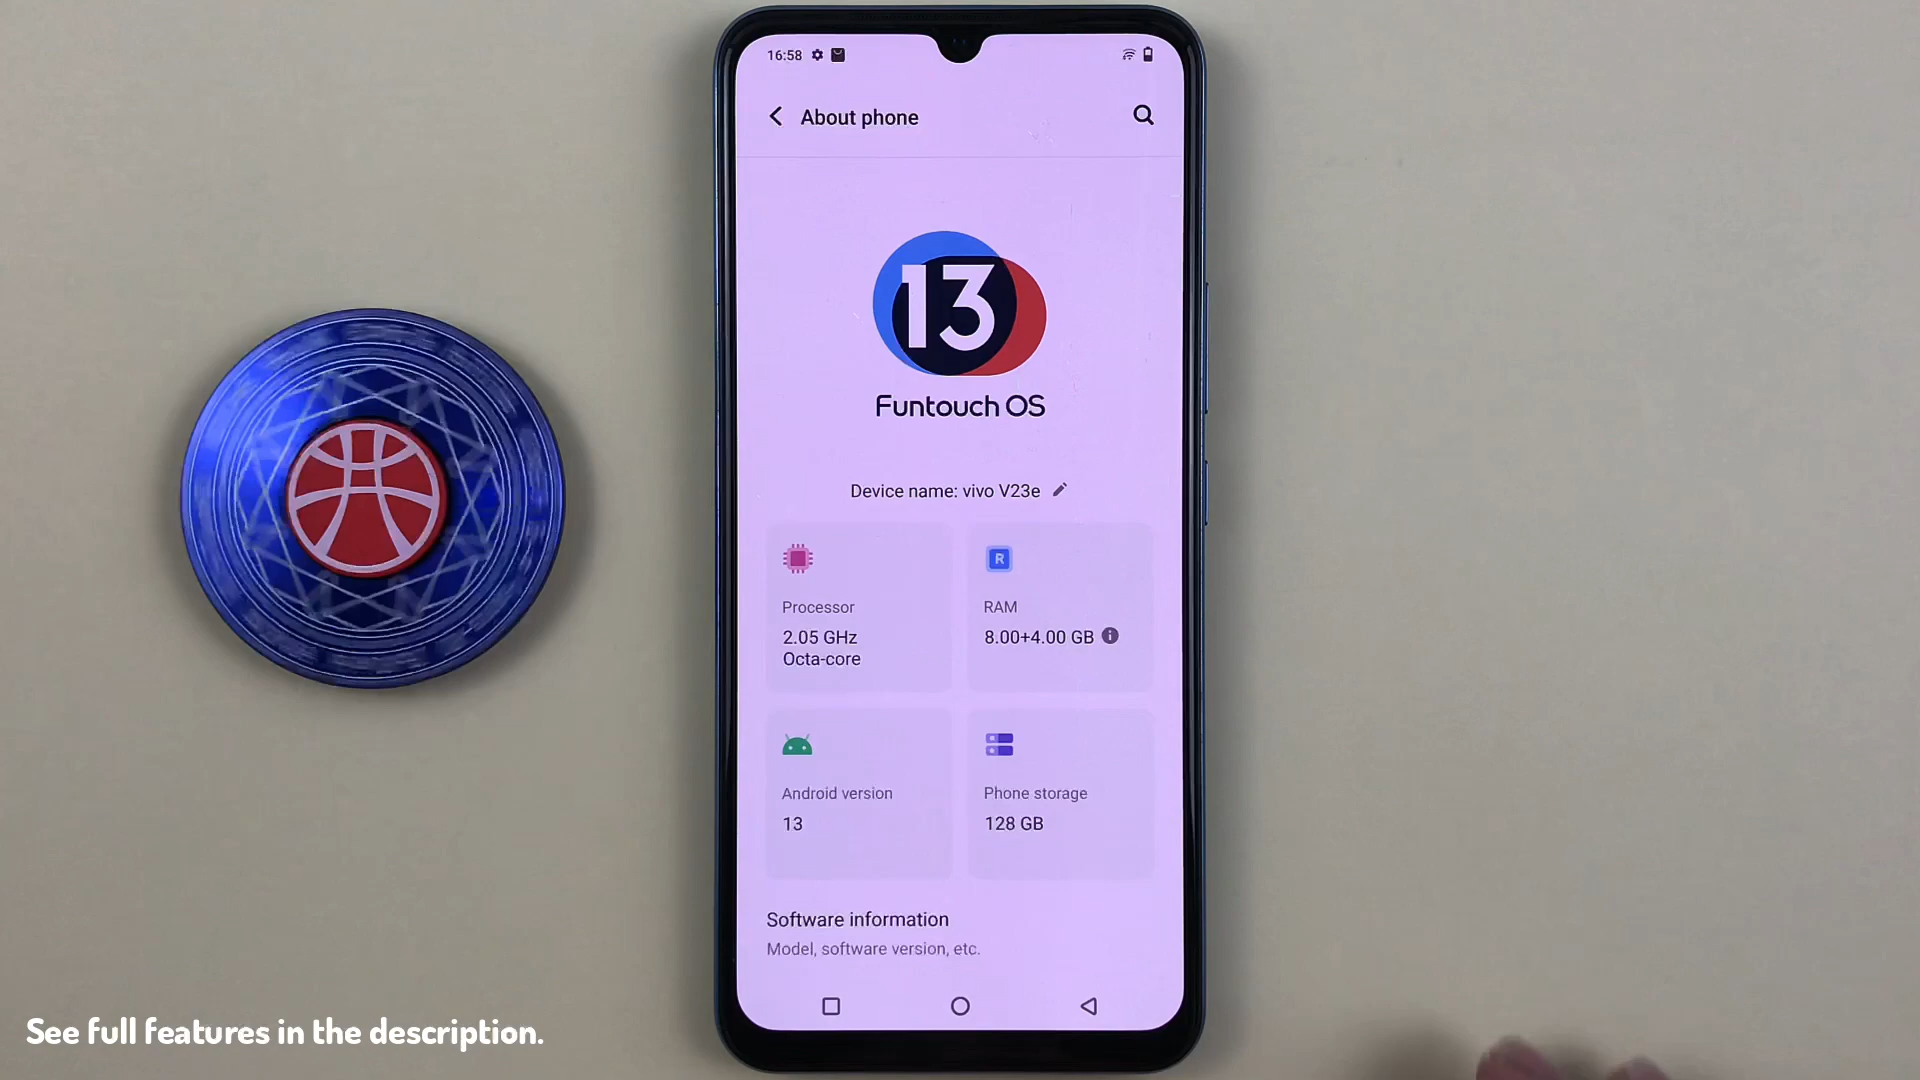 16:58
About phone
13
Funtouch OS
Device name: vivo V23e
Processor
2.05 GHz
Octa-core
R
RAM
8.00+4.00 GB
Android version
13
Phone storage
128 GB
Software information
Model, software version, etc.
See full features in the description.